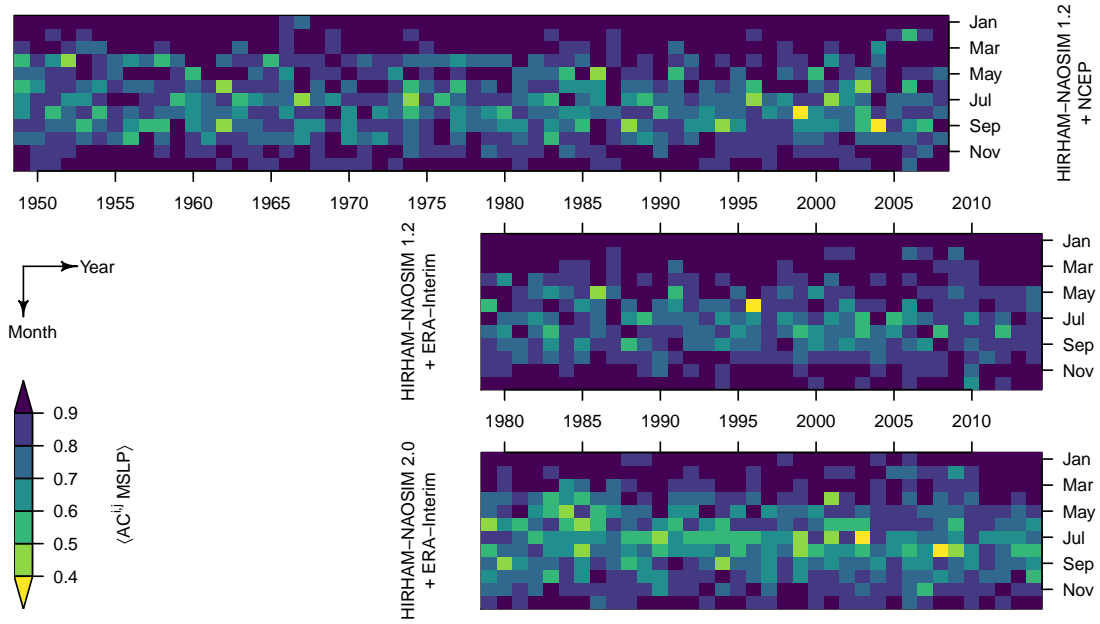 Jan
Mar
May
Jul
Sep
Nov
HIRHAM−NAOSIM 1.2
+ NCEP
1950 1955 1960 1965 1970 1975 1980 1985 1990 1995 2000 2005 2010
Year
Month
HIRHAM−NAOSIM 1.2
+ ERA−Interim
Jan
Mar
May
Jul
Sep
Nov
1980 1985 1990 1995 2000 2005 2010
0.9
0.8
0.7
0.6
0.5
0.4
⟨AC^{i,j} MSLP⟩
HIRHAM−NAOSIM 2.0
+ ERA−Interim
Jan
Mar
May
Jul
Sep
Nov